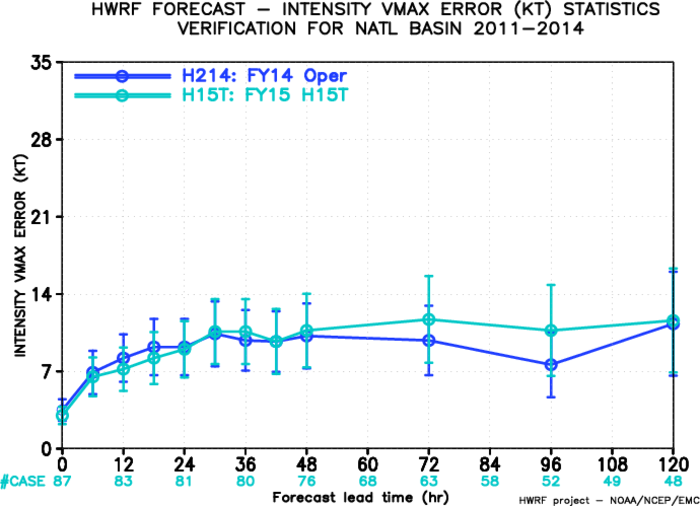 HWRF FORECAST – INTENSITY VMAX ERROR (KT) STATISTICS
VERIFICATION FOR NATL BASIN 2011–2014
H214: FY14 Oper
H15T: FY15 H15T
INTENSITY VMAX ERROR (KT)
35
28
21
14
7
0
0 12 24 36 48 60 72 84 96 108 120
#CASE 87 83 81 80 76 68 63 58 52 49 48
Forecast lead time (hr)
HWRF project – NOAA/NCEP/EMC